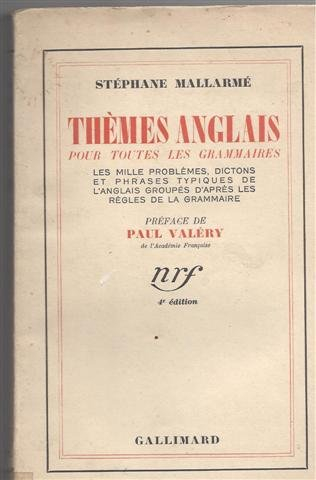 STÉPHANE MALLARMÉ
THÈMES ANGLAIS
POUR TOUTES LES GRAMMAIRES
LES MILLE PROBLÈMES, DICTONS
ET PHRASES TYPIQUES DE
L'ANGLAIS GROUPÉS D'APRÈS LES
RÈGLES DE LA GRAMMAIRE
PRÉFACE DE
PAUL VALÉRY
de l'Académie Française
nrf
4e édition
GALLIMARD